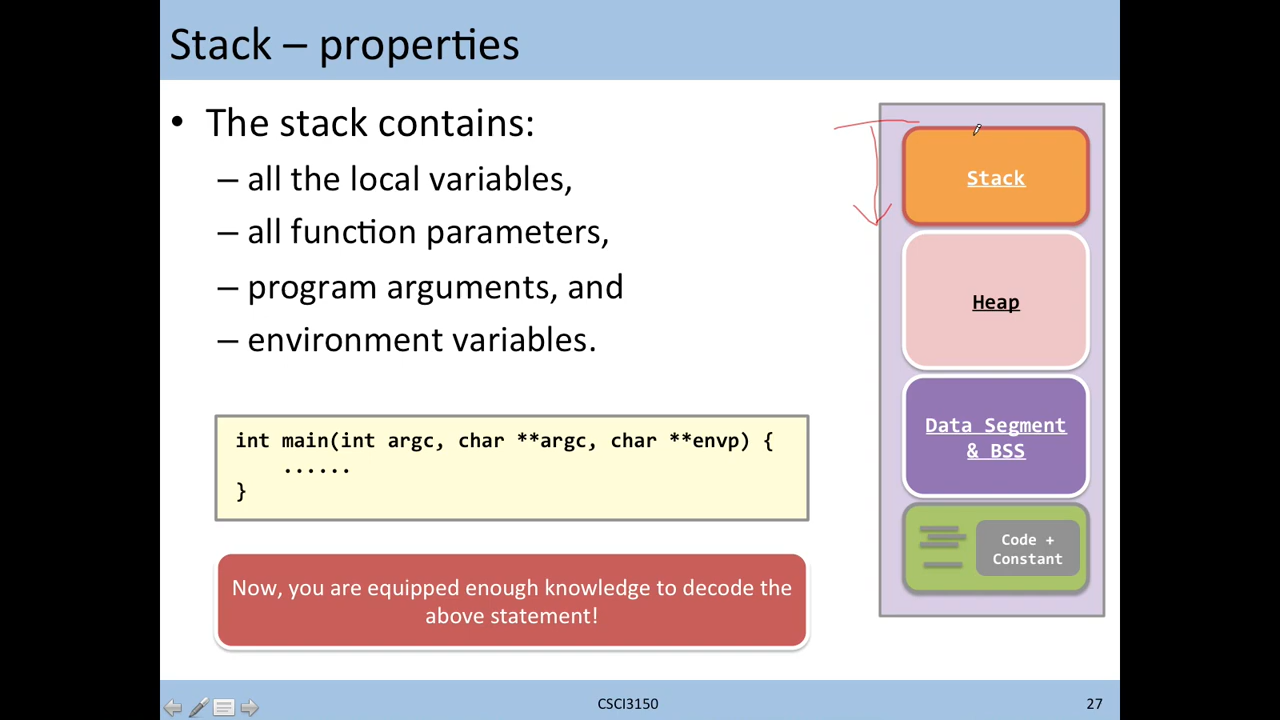 Stack – properties
• The stack contains:
– all the local variables,
– all function parameters,
– program arguments, and
– environment variables.
int main(int argc, char **argc, char **envp) {
......
}
Now, you are equipped enough knowledge to decode the
above statement!
Stack
Heap
Data Segment
& BSS
Code +
Constant
CSCI3150
27